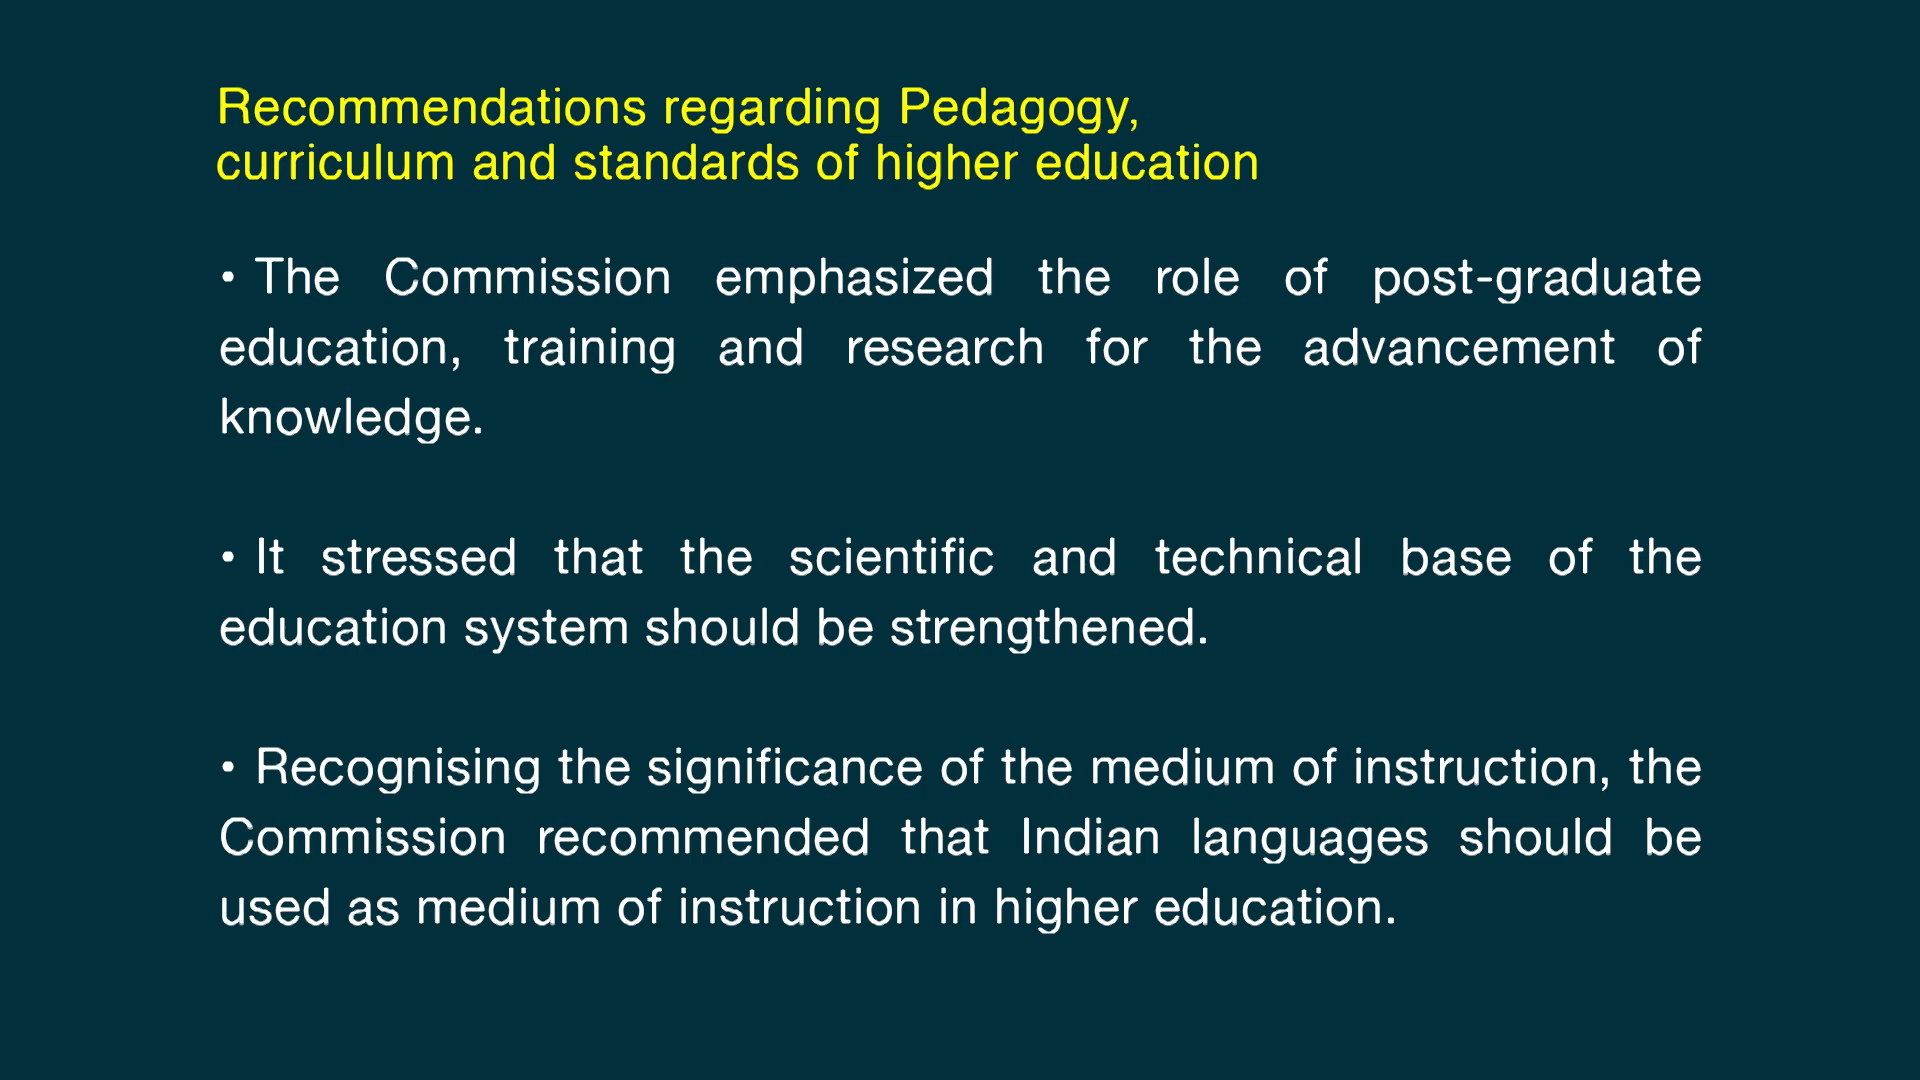 Recommendations regarding Pedagogy,
curriculum and standards of higher education
• The Commission emphasized the role of post-graduate
education, training and research for the advancement of
knowledge.
• It stressed that the scientific and technical base of the
education system should be strengthened.
• Recognising the significance of the medium of instruction, the
Commission recommended that Indian languages should be
used as medium of instruction in higher education.